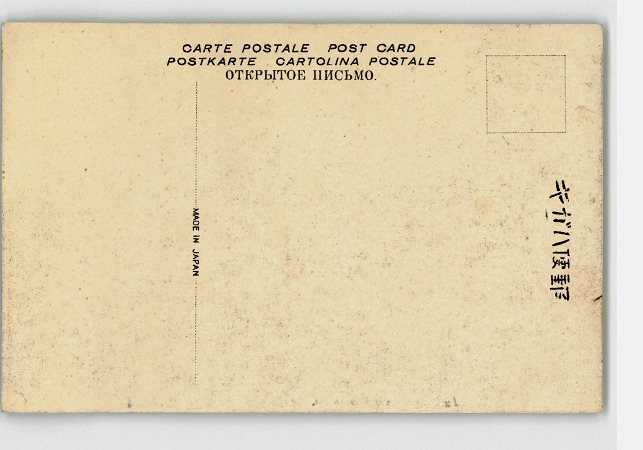 CARTE POSTALE POST CARD
POSTKARTE CARTOLINA POSTALE
ОТКРЫТОЕ ПИСЬМО.
MADE IN JAPAN
郵便ハガキ